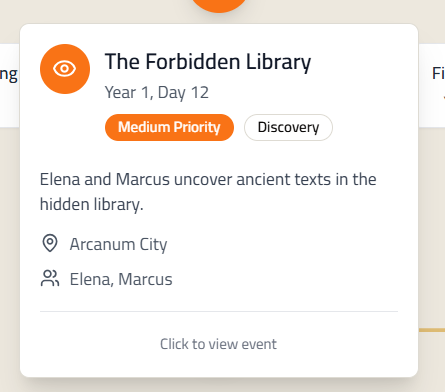 The Forbidden Library
Year 1, Day 12
Medium Priority
Discovery
Elena and Marcus uncover ancient texts in the
hidden library.
Arcanum City
Elena, Marcus
Click to view event
ng
Fi